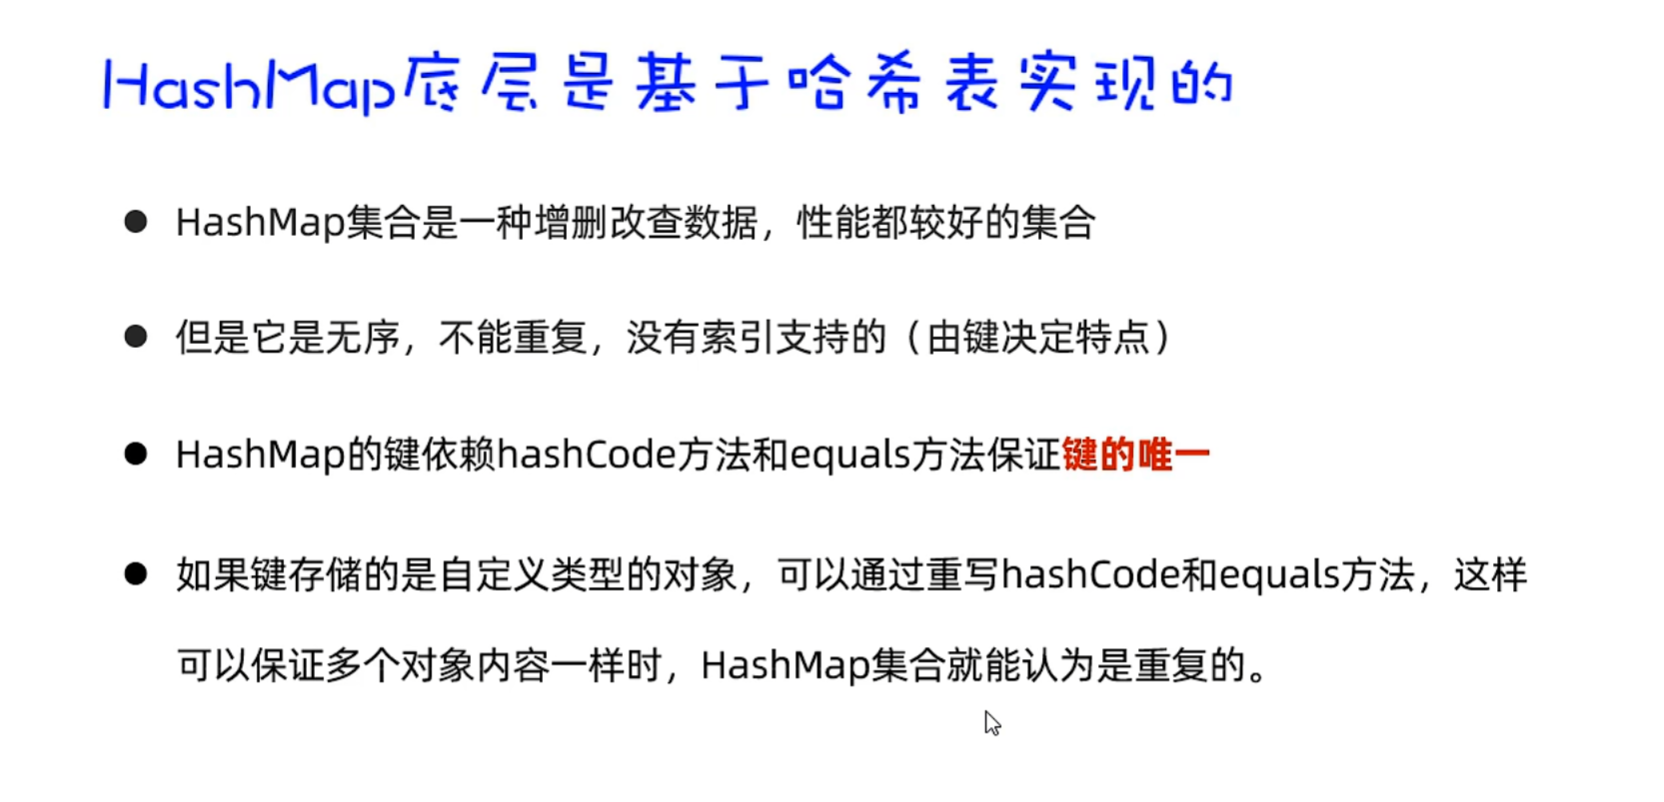 HashMap底层是基于哈希表实现的
● HashMap集合是一种增删改查数据，性能都较好的集合
● 但是它是无序，不能重复，没有索引支持的（由键决定特点）
● HashMap的键依赖hashCode方法和equals方法保证键的唯一
● 如果键存储的是自定义类型的对象，可以通过重写hashCode和equals方法，这样
可以保证多个对象内容一样时，HashMap集合就能认为是重复的。